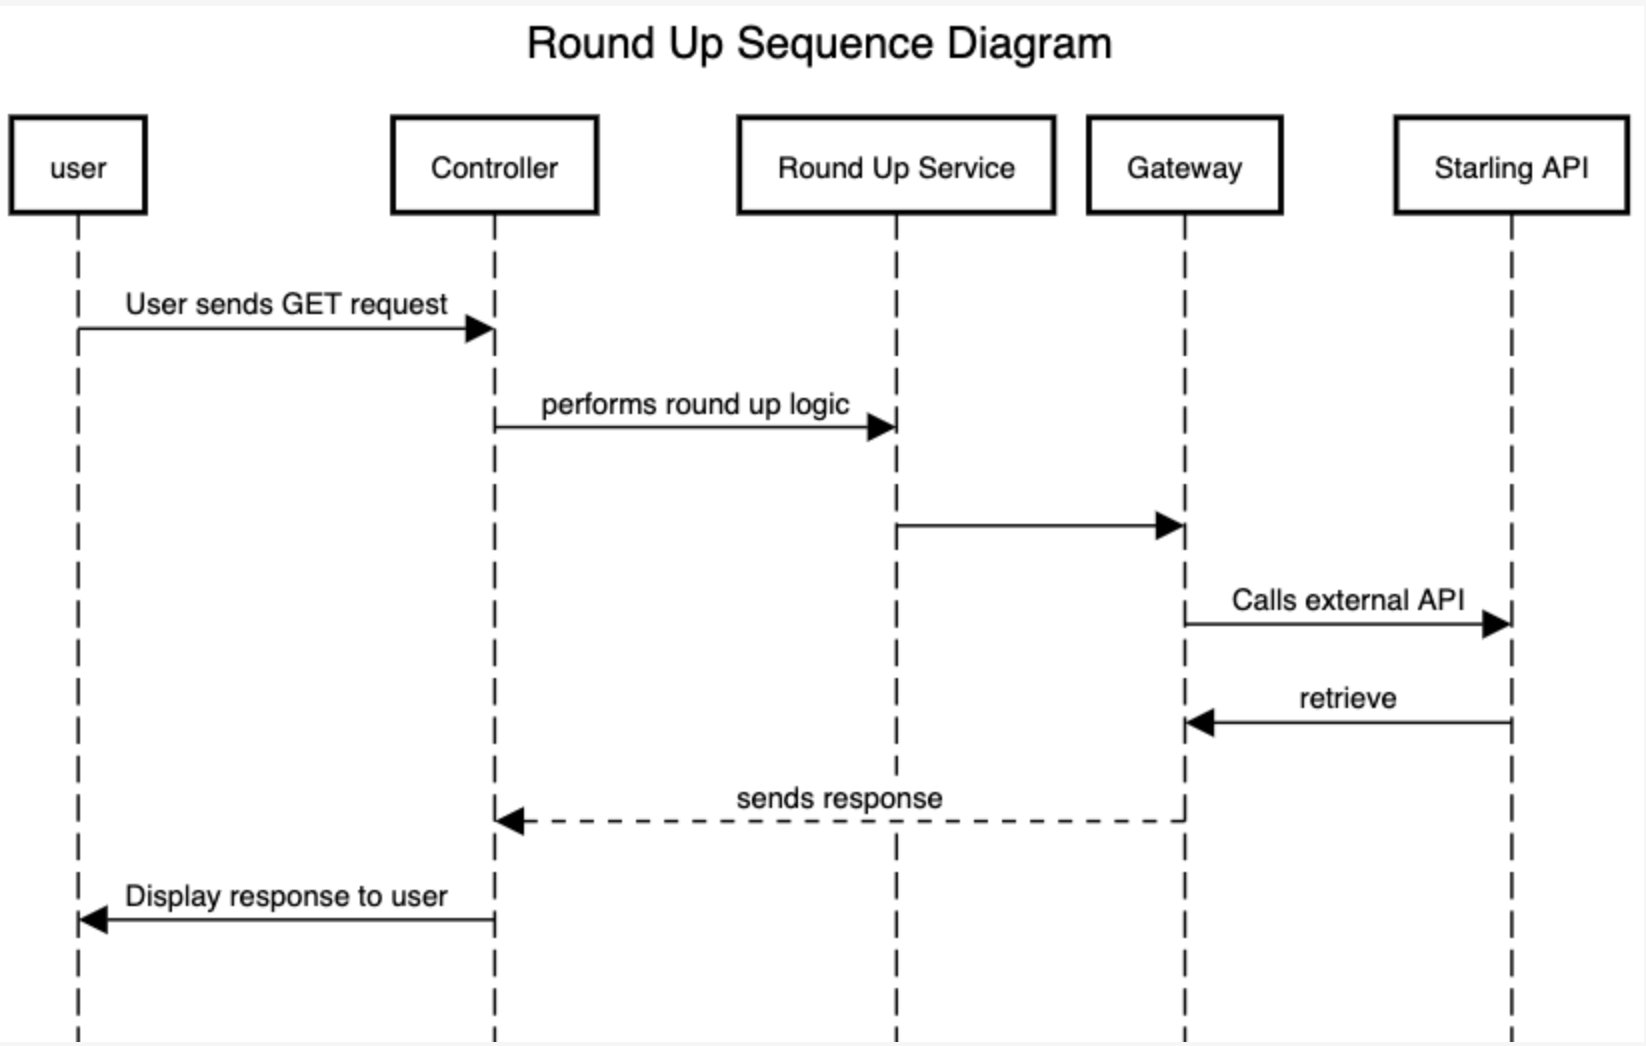 Round Up Sequence Diagram
user
Controller
Round Up Service
Gateway
Starling API
User sends GET request
performs round up logic
Calls external API
retrieve
sends response
Display response to user